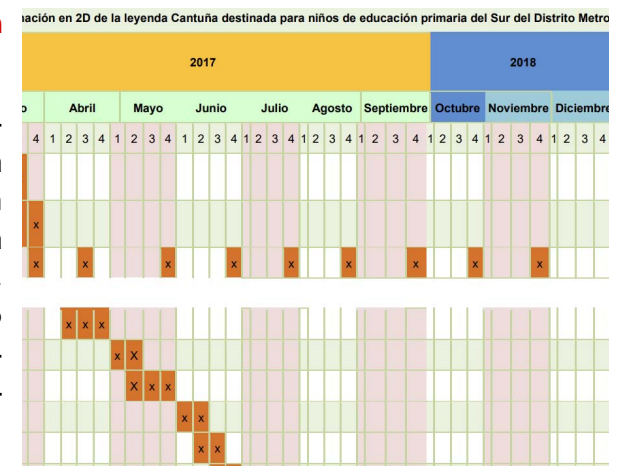 nación en 2D de la leyenda Cantuña destinada para niños de educación primaria del Sur del Distrito Metro
2017 2018
o Abril Mayo Junio Julio Agosto Septiembre Octubre Noviembre Diciembre
4 1 2 3 4 1 2 3 4 1 2 3 4 1 2 3 4 1 2 3 4 1 2 3 4 1 2 3 4 1 2 3 4 1 2 3 4
x
x x x x x x x x x
x x x
x X
X x x
x x
x x